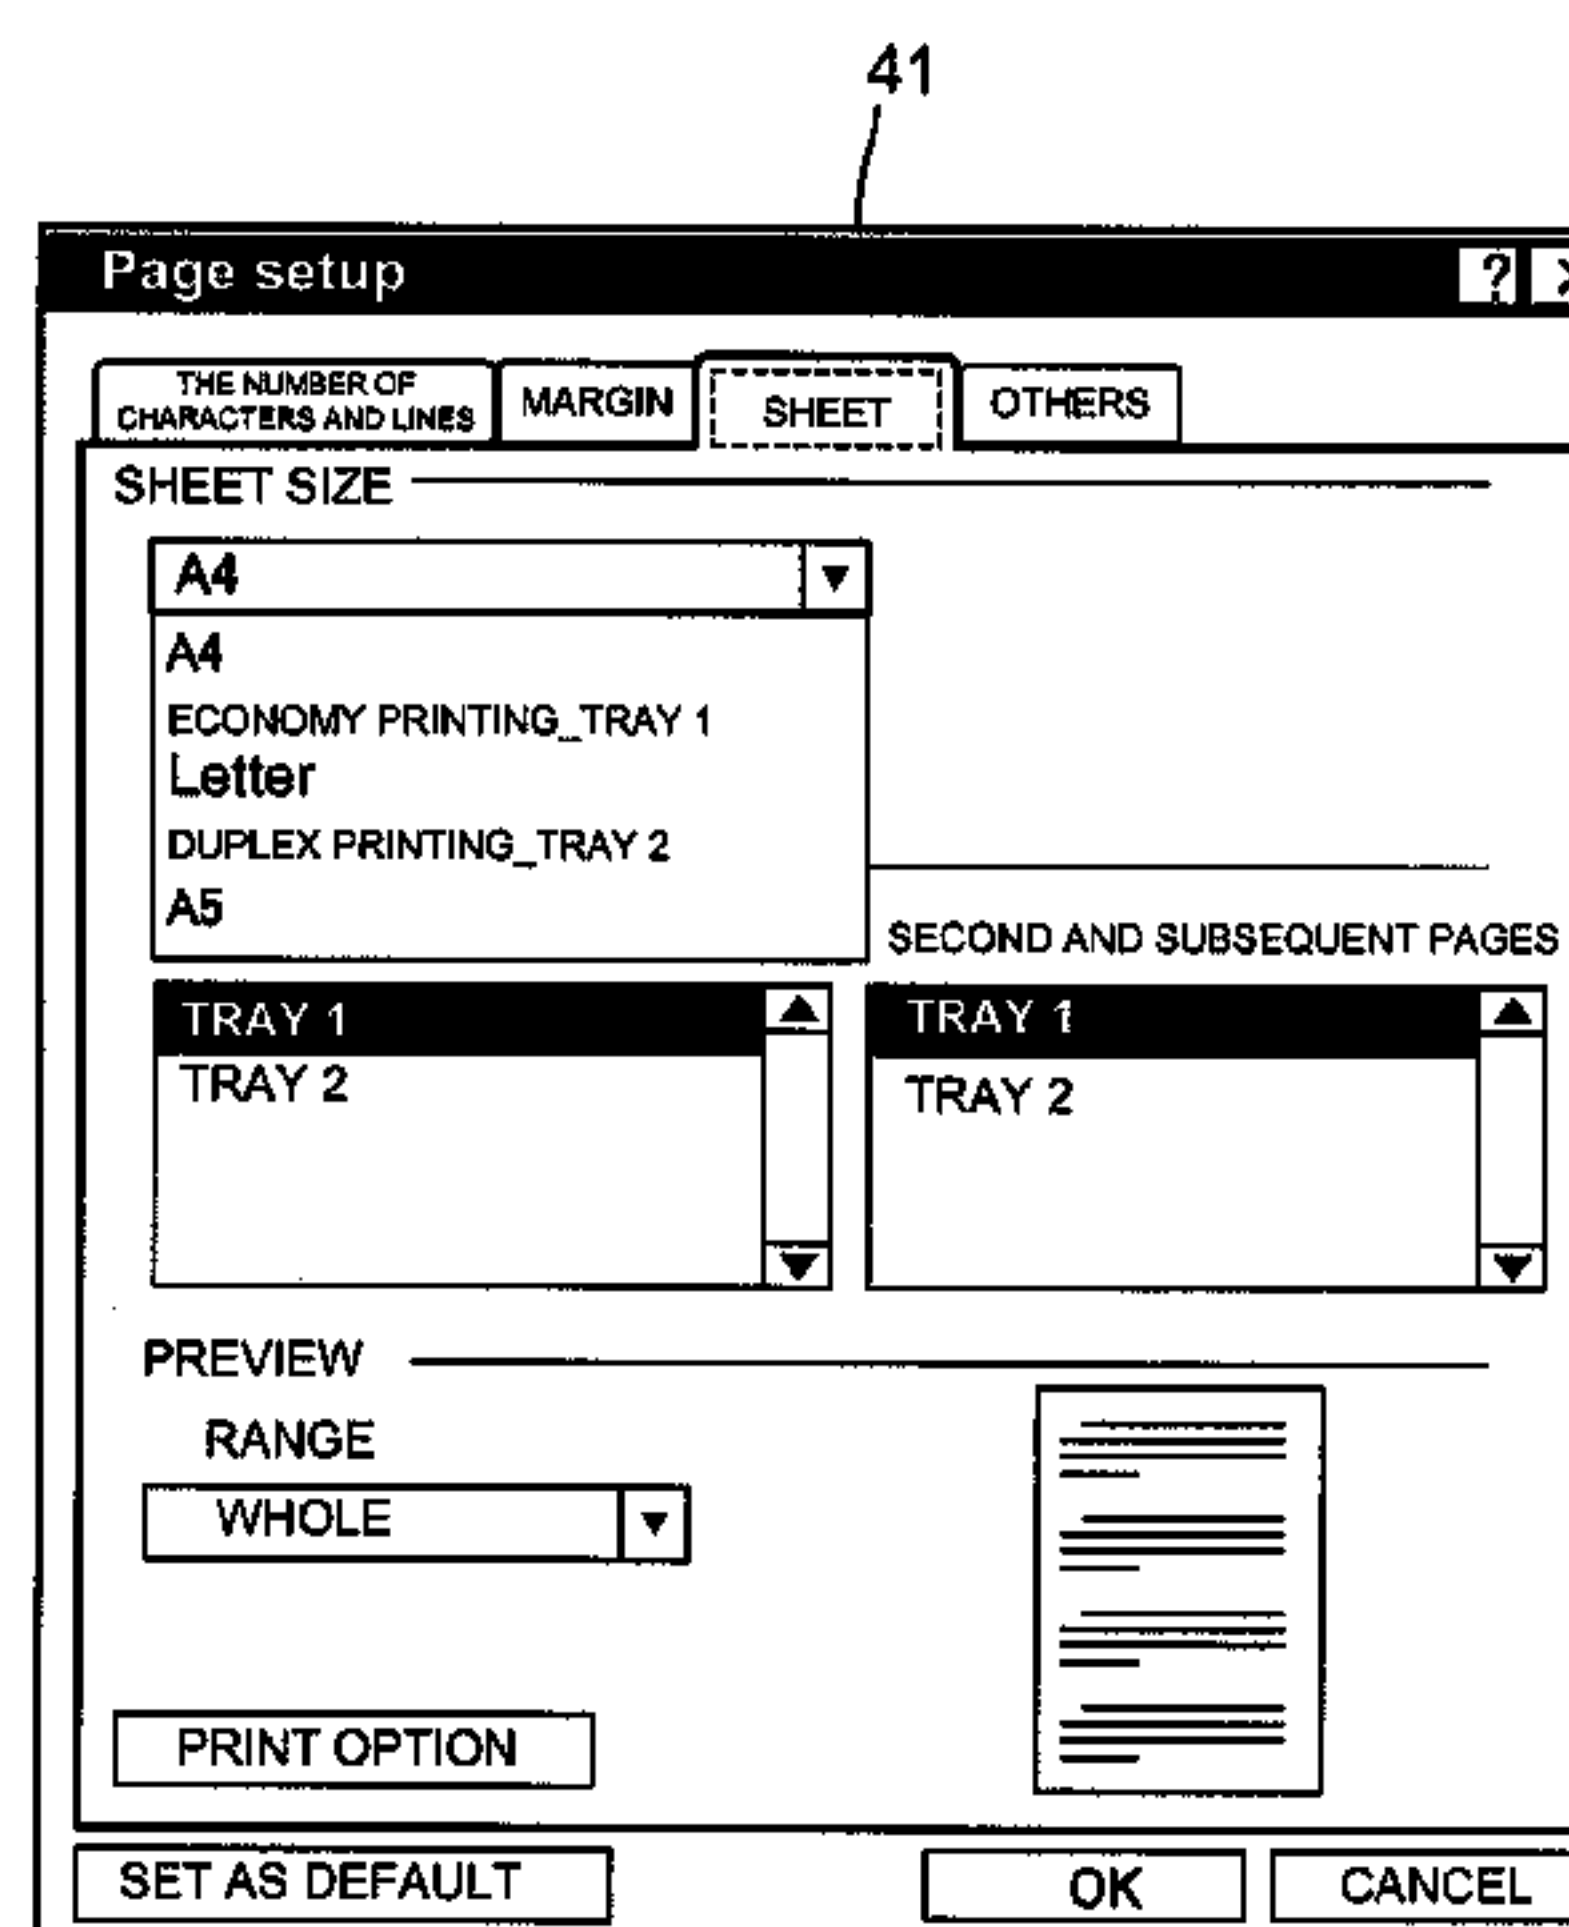 41
Page setup
?
THE NUMBER OF
CHARACTERS AND LINES
MARGIN
SHEET
OTHERS
SHEET SIZE
A4
A4
ECONOMY PRINTING_TRAY 1
Letter
DUPLEX PRINTING_TRAY 2
A5
SECOND AND SUBSEQUENT PAGES
TRAY 1
TRAY 2
TRAY 1
TRAY 2
PREVIEW
RANGE
WHOLE
PRINT OPTION
SET AS DEFAULT
OK
CANCEL